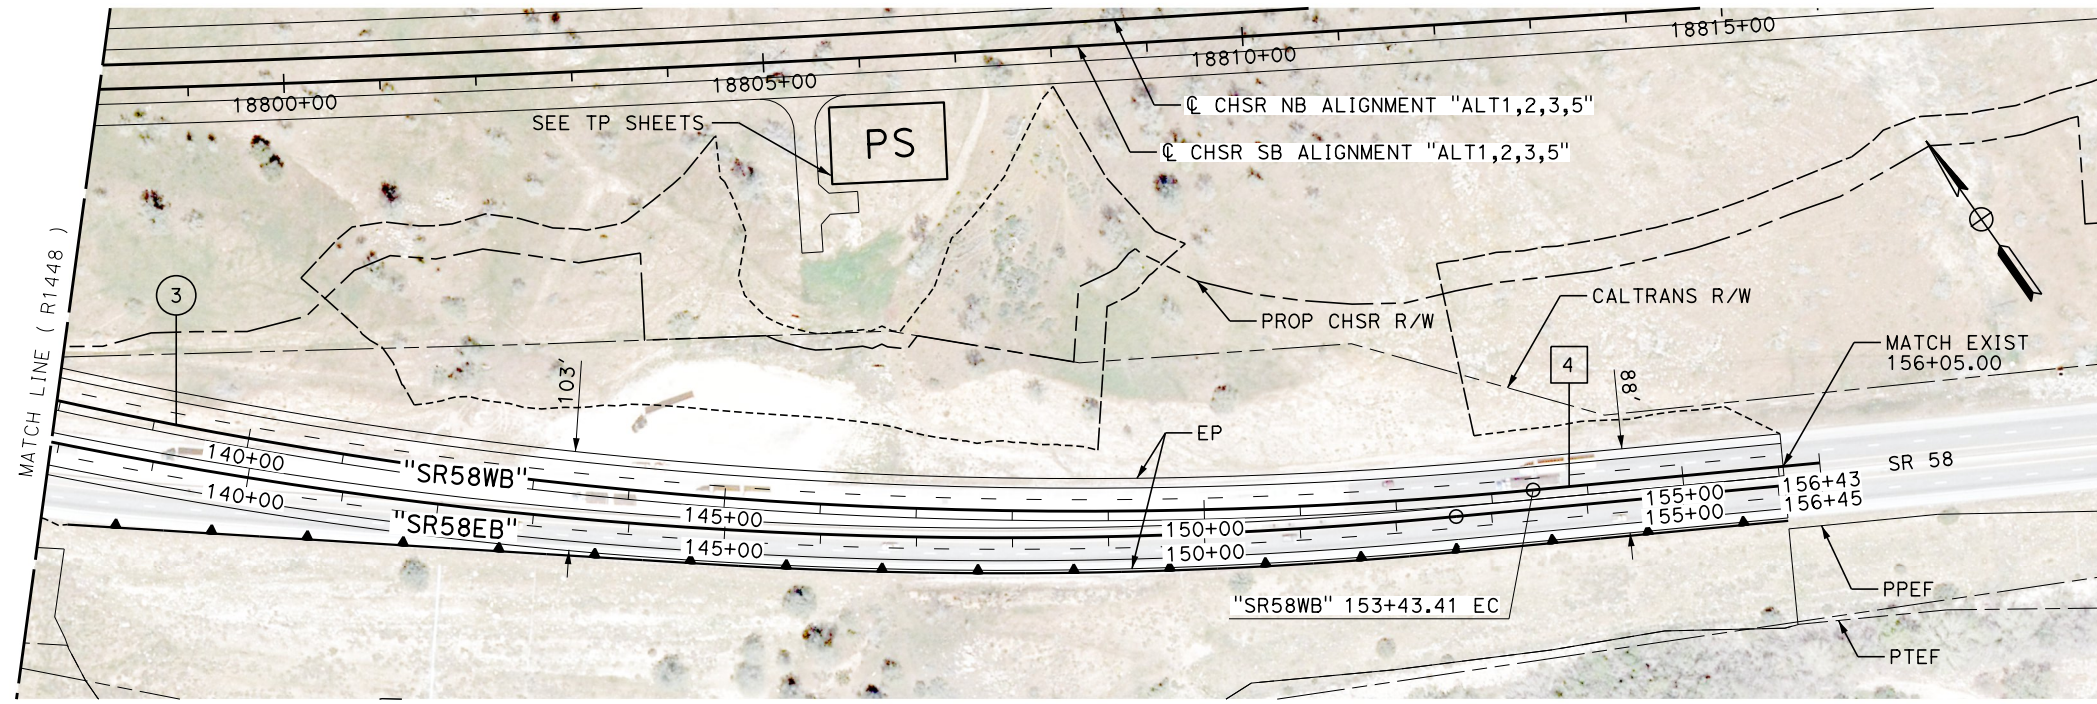 18815+00
18810+00
18805+00
18800+00
℄ CHSR NB ALIGNMENT "ALT1,2,3,5"
SEE TP SHEETS
PS
℄ CHSR SB ALIGNMENT "ALT1,2,3,5"
MATCH LINE ( R1448 )
3
CALTRANS R/W
PROP CHSR R/W
MATCH EXIST
156+05.00
4
103'
88'
EP
SR 58
140+00
"SR58WB"
156+43
140+00
155+00
156+45
145+00
155+00
"SR58EB"
150+00
145+00
150+00
"SR58WB" 153+43.41 EC
PPEF
PTEF